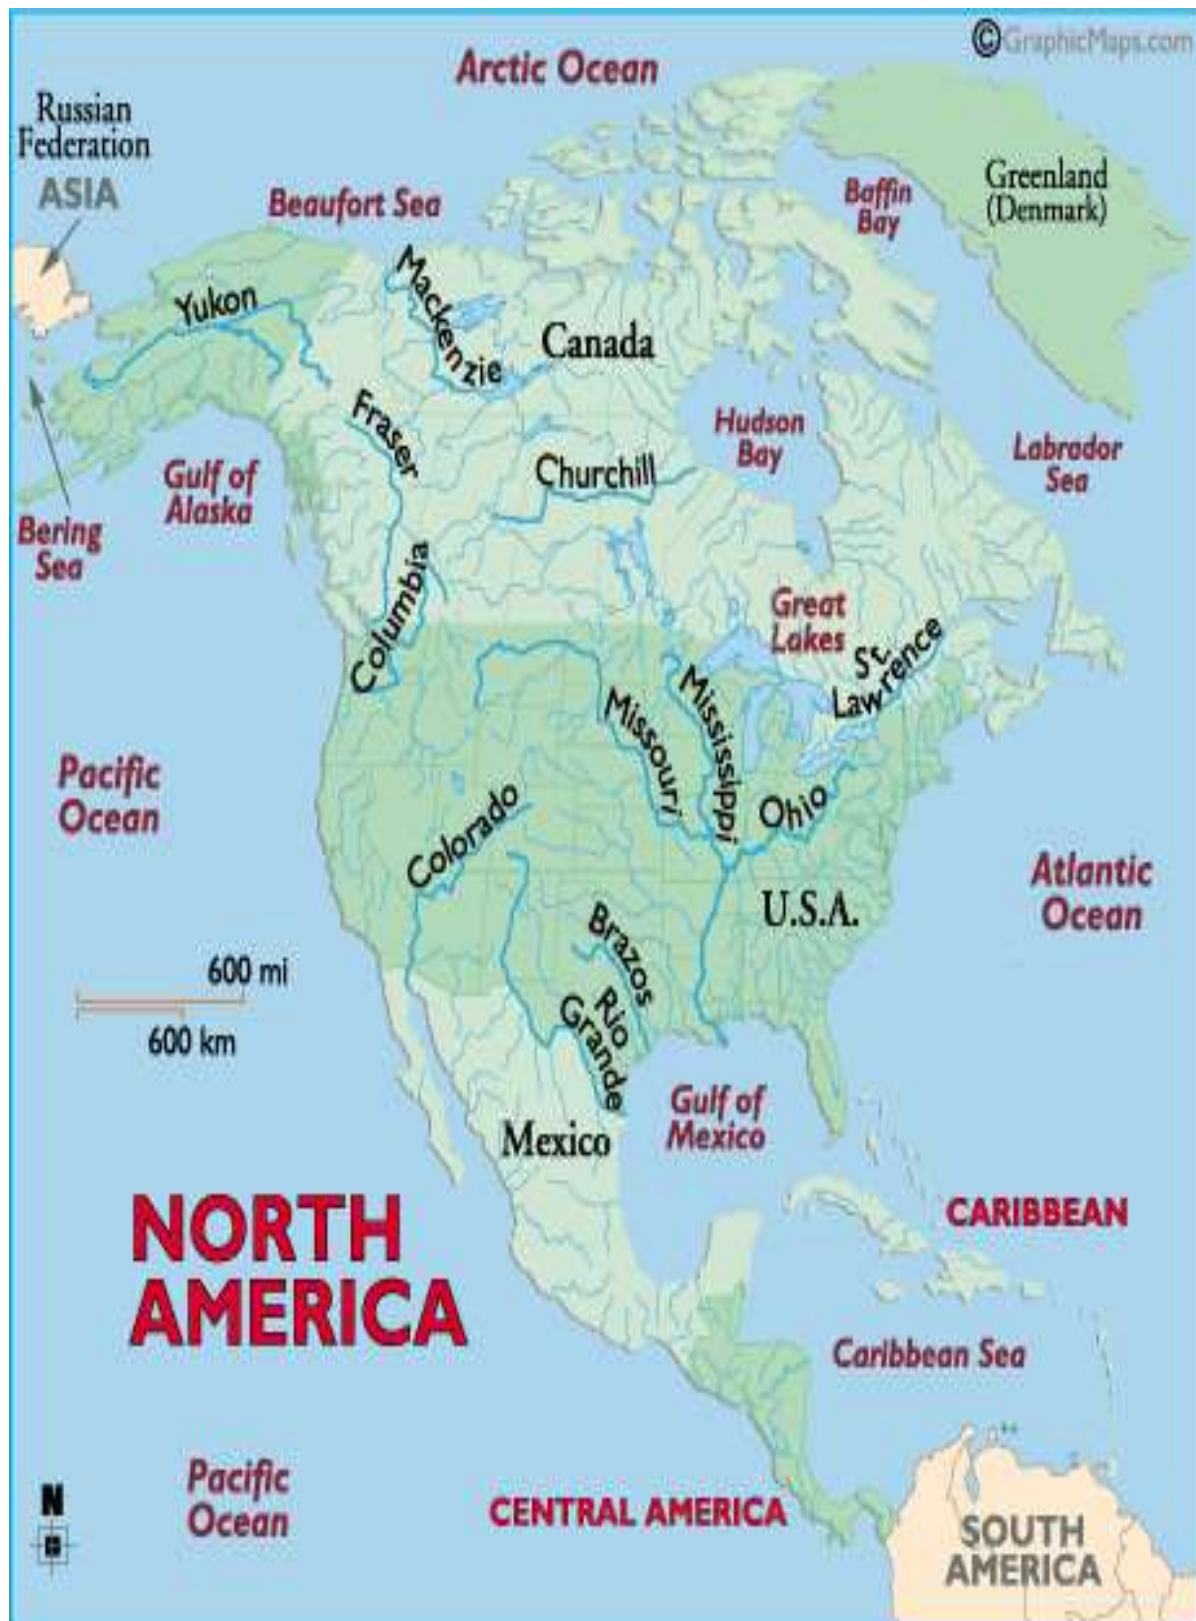 © GraphicMaps.com
Arctic Ocean
Russian
Federation
ASIA
Beaufort Sea
Baffin
Bay
Greenland
(Denmark)
Yukon
Mackenzie
Canada
Fraser
Hudson
Bay
Labrador
Sea
Churchill
Gulf of
Alaska
Bering
Sea
Columbia
Great
Lakes
St.
Lawrence
Missouri
Mississippi
Pacific
Ocean
Colorado
Ohio
Atlantic
Ocean
U.S.A.
Brazos
600 mi
600 km
Rio
Grande
Gulf of
Mexico
Mexico
NORTH
AMERICA
CARIBBEAN
Caribbean Sea
Pacific
Ocean
N
CENTRAL AMERICA
SOUTH
AMERICA